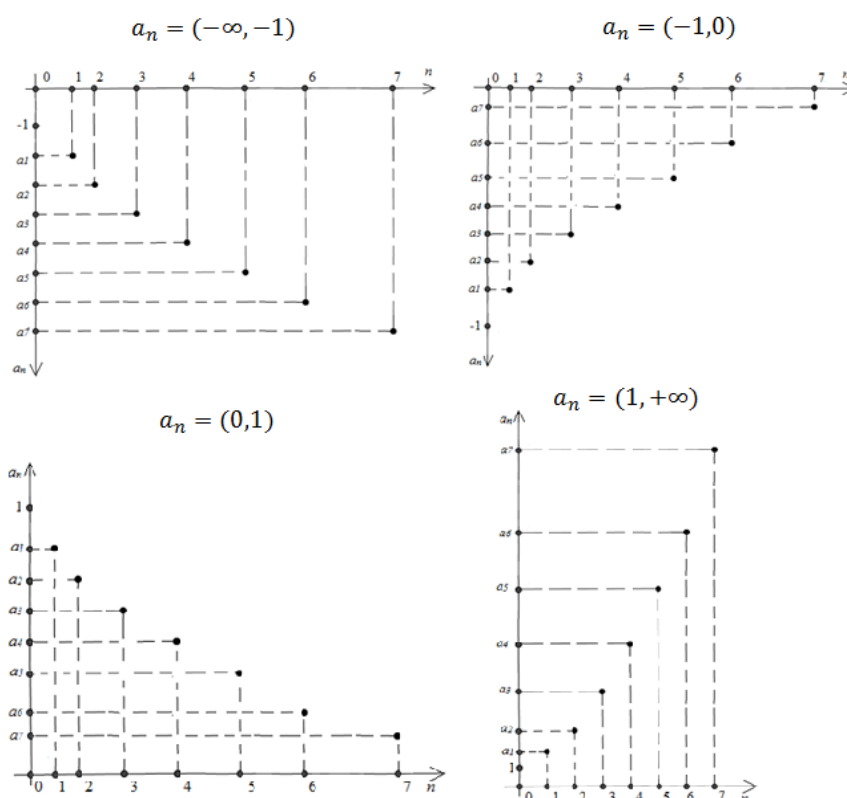 aₙ = (−∞, −1)
0 1 2 3 4 5 6 7 n
-1
a1
a2
a3
a4
a5
a6
a7
aₙ
aₙ = (−1,0)
0 1 2 3 4 5 6 7 n
a7
a6
a5
a4
a3
a2
a1
-1
aₙ
aₙ = (0,1)
aₙ
1
a1
a2
a3
a4
a5
a6
a7
0 1 2 3 4 5 6 7 n
aₙ = (1, +∞)
aₙ
a7
a6
a5
a4
a3
a2
a1
1
0 1 2 3 4 5 6 7 n